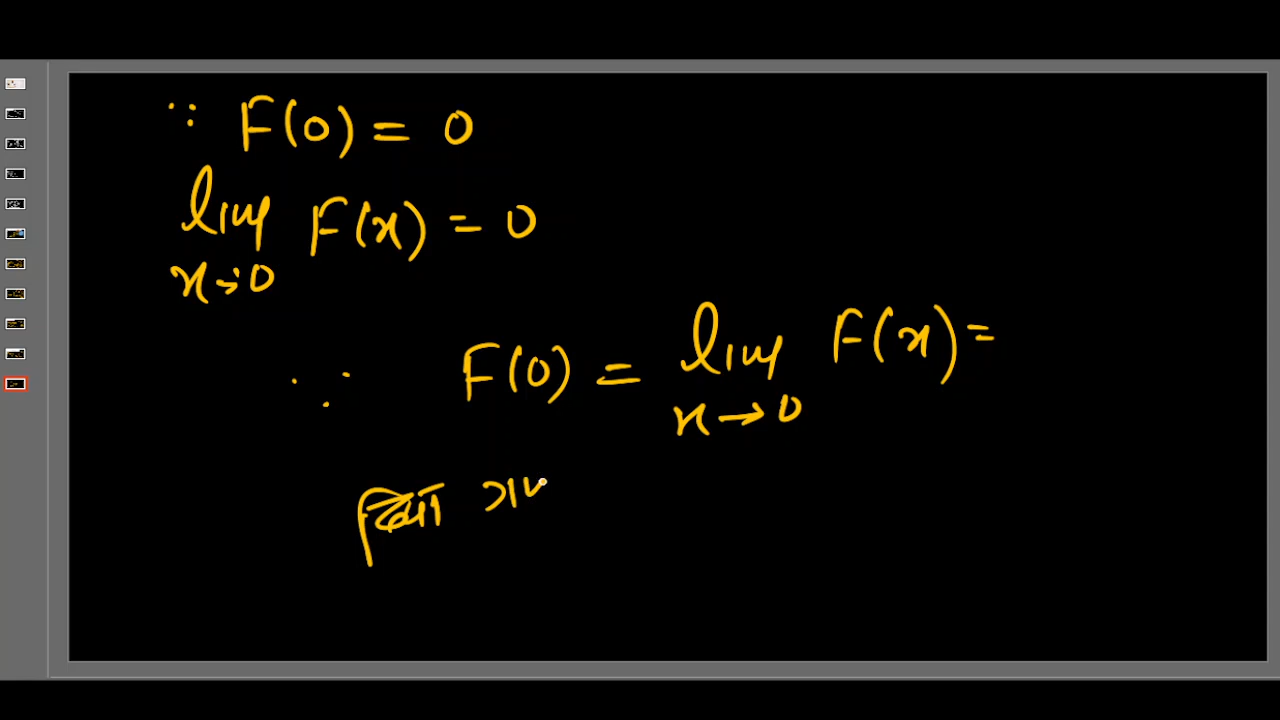 ∵ F(0) = 0
lim F(x) = 0
x→0
∵ F(0) = lim F(x) =
x→0